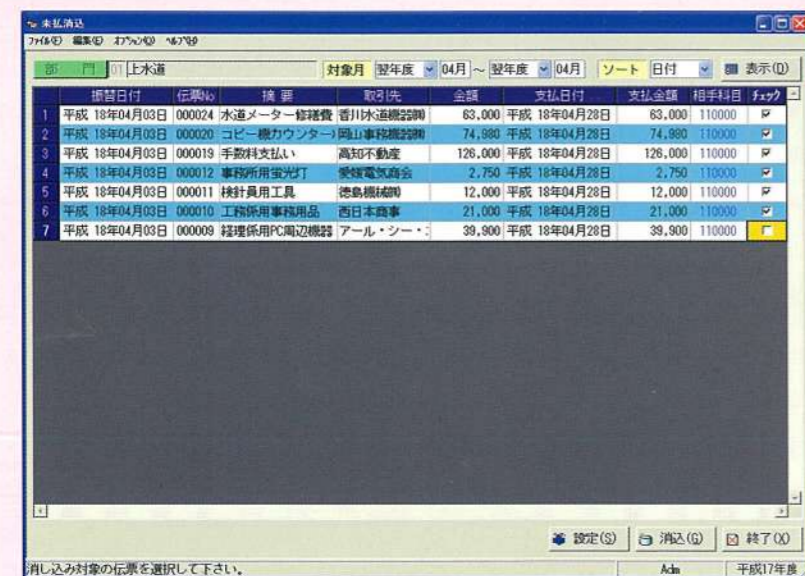 未払消込
ファイル(F) 編集(E) オプション(O) ヘルプ(H)
部 門 01 上水道 対象月 翌年度 04月 ～ 翌年度 04月 ソート 日付 表示(D)
振替日付 伝票No 摘要 取引先 金額 支払日付 支払金額 相手科目 チェック
1 平成 18年04月03日 000024 水道メーター修繕費 香川水道機器㈱ 63,000 平成 18年04月28日 63,000 110000
2 平成 18年04月03日 000020 コピー機カウンター 岡山事務機器㈱ 74,980 平成 18年04月28日 74,980 110000
3 平成 18年04月03日 000019 手数料支払い 高知不動産 126,000 平成 18年04月28日 126,000 110000
4 平成 18年04月03日 000012 事務所用蛍光灯 愛媛電気商会 2,750 平成 18年04月28日 2,750 110000
5 平成 18年04月03日 000011 検針員用工具 徳島機械㈱ 12,000 平成 18年04月28日 12,000 110000
6 平成 18年04月03日 000010 工務係用事務用品 西日本商事 21,000 平成 18年04月28日 21,000 110000
7 平成 18年04月03日 000009 経理係用PC周辺機器 アール・シー・ 39,900 平成 18年04月28日 39,900 110000
設定(S) 消込(G) 終了(X)
消し込み対象の伝票を選択して下さい。 Adm 平成17年度